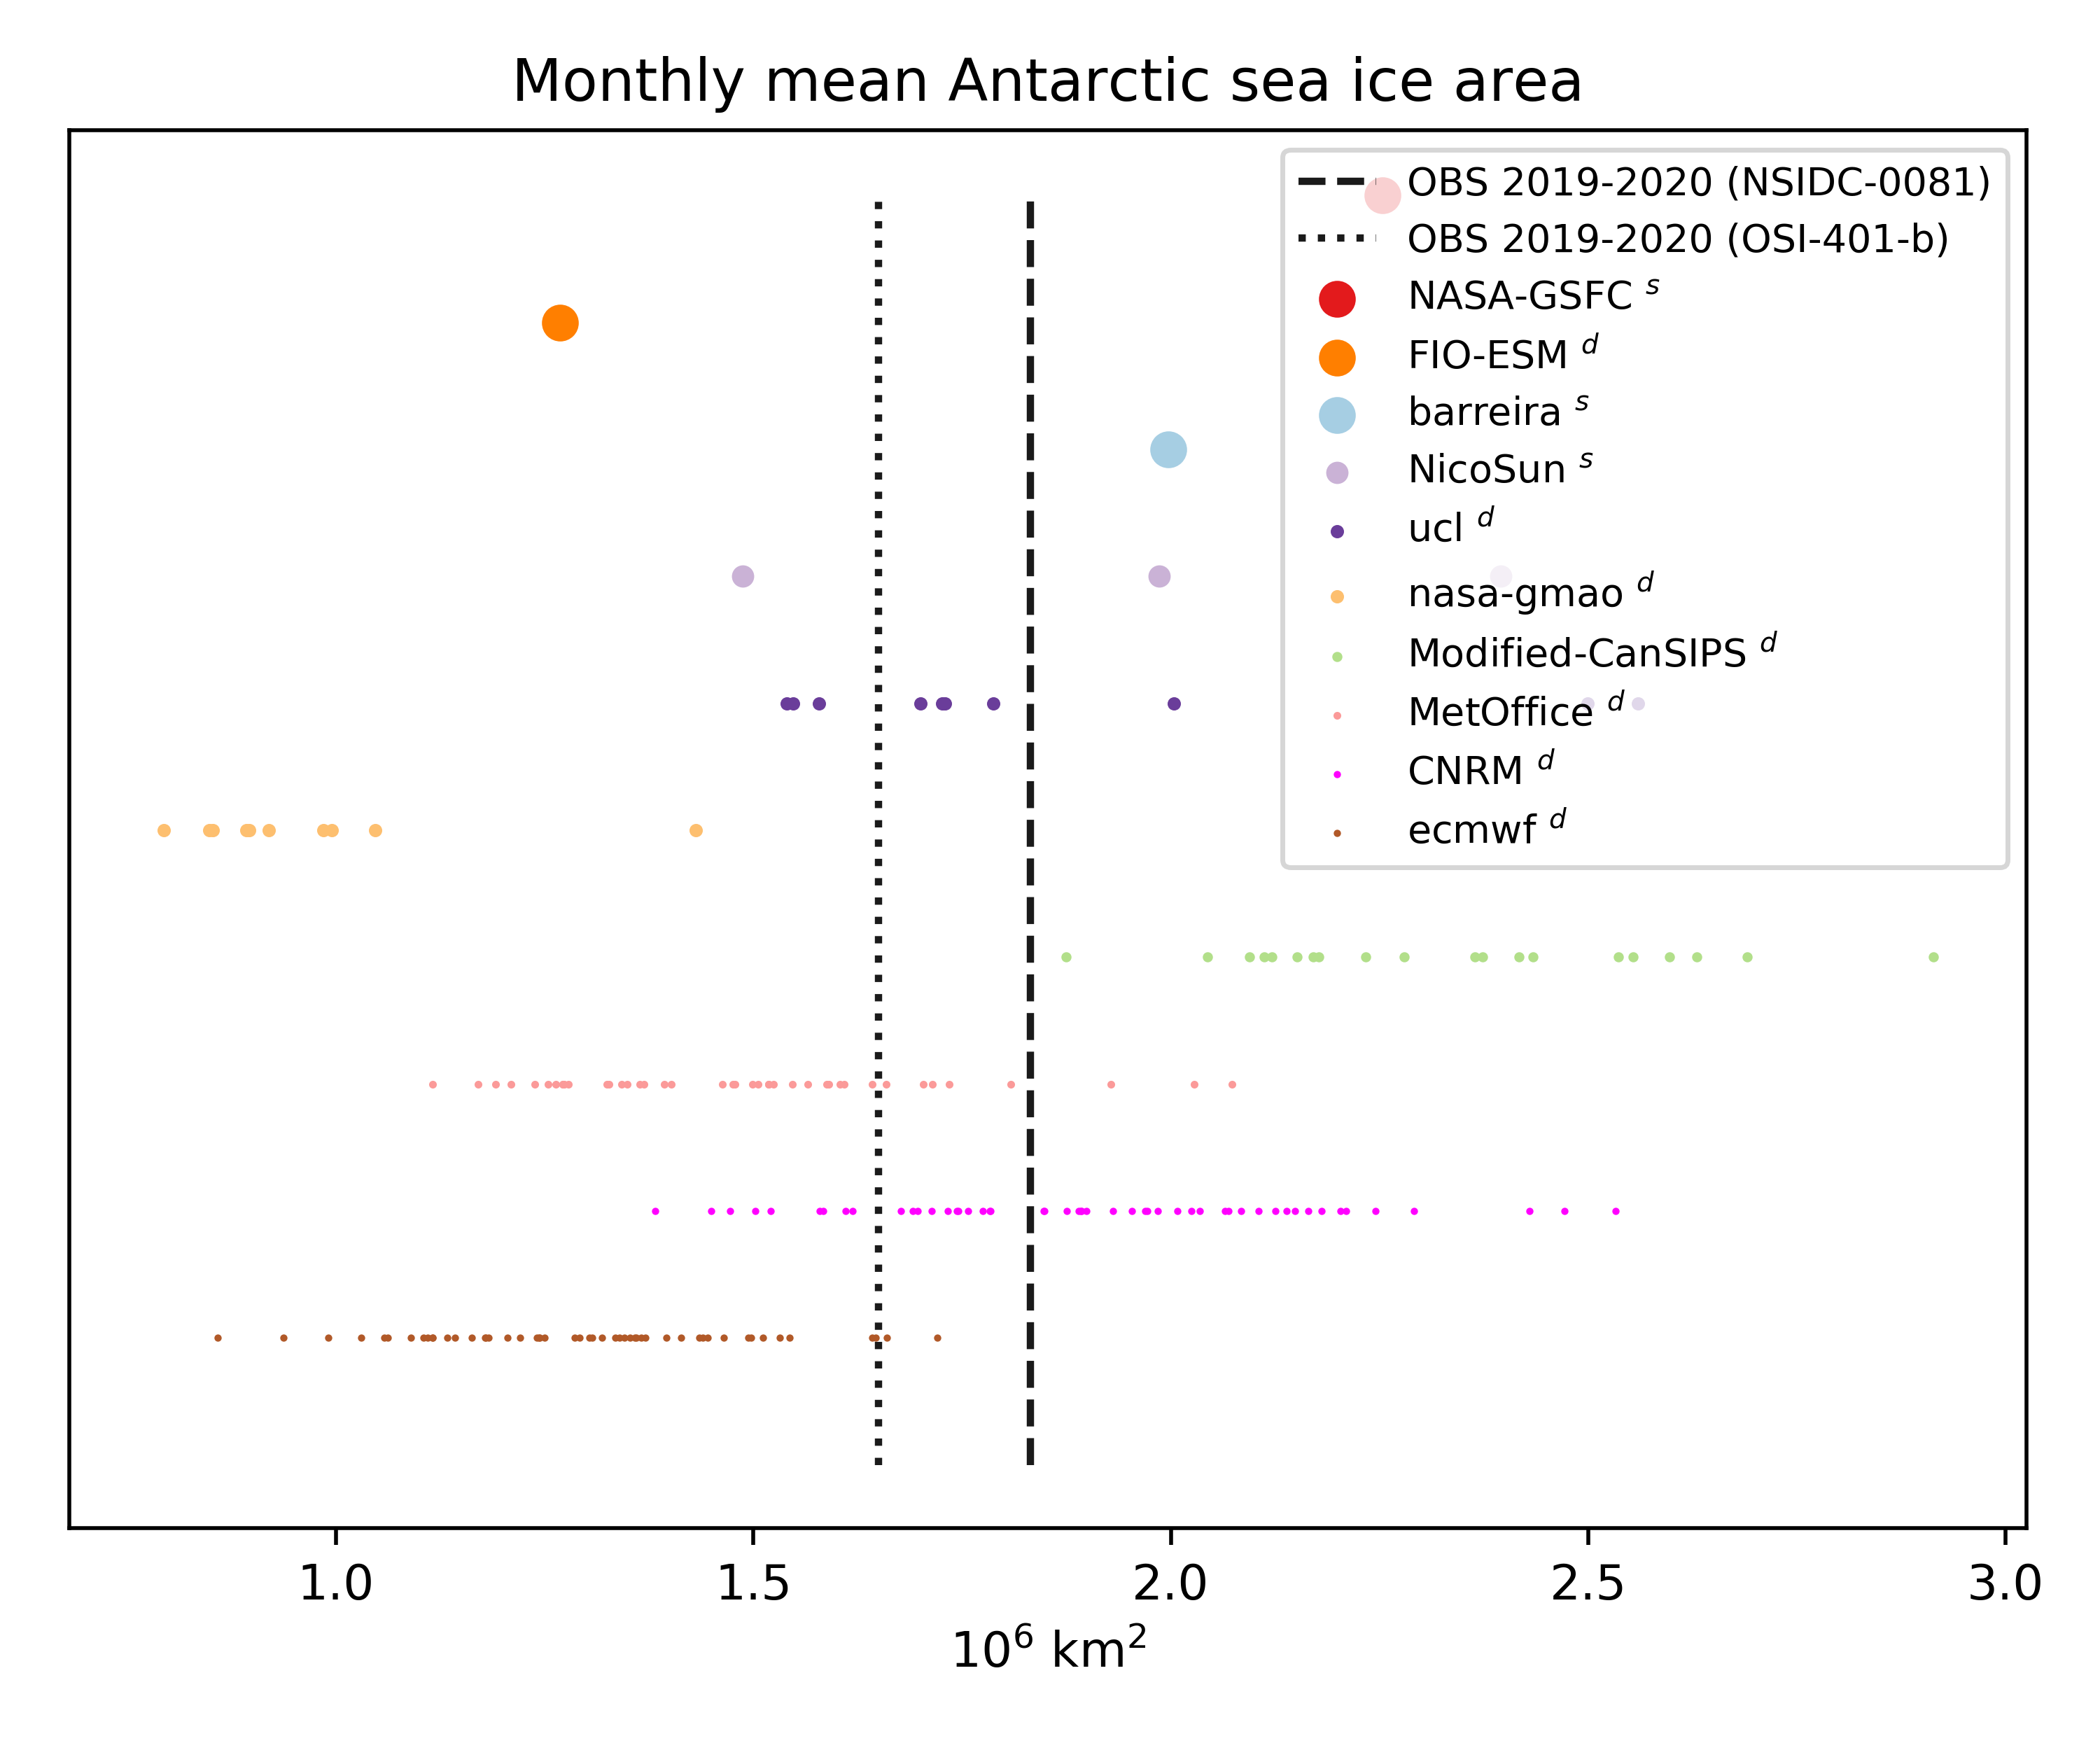 Monthly mean Antarctic sea ice area
OBS 2019-2020 (NSIDC-0081)
OBS 2019-2020 (OSI-401-b)
NASA-GSFC ˢ
FIO-ESM ᵈ
barreira ˢ
NicoSun ˢ
ucl ᵈ
nasa-gmao ᵈ
Modified-CanSIPS ᵈ
MetOffice ᵈ
CNRM ᵈ
ecmwf ᵈ
1.0 1.5 2.0 2.5 3.0
10⁶ km²